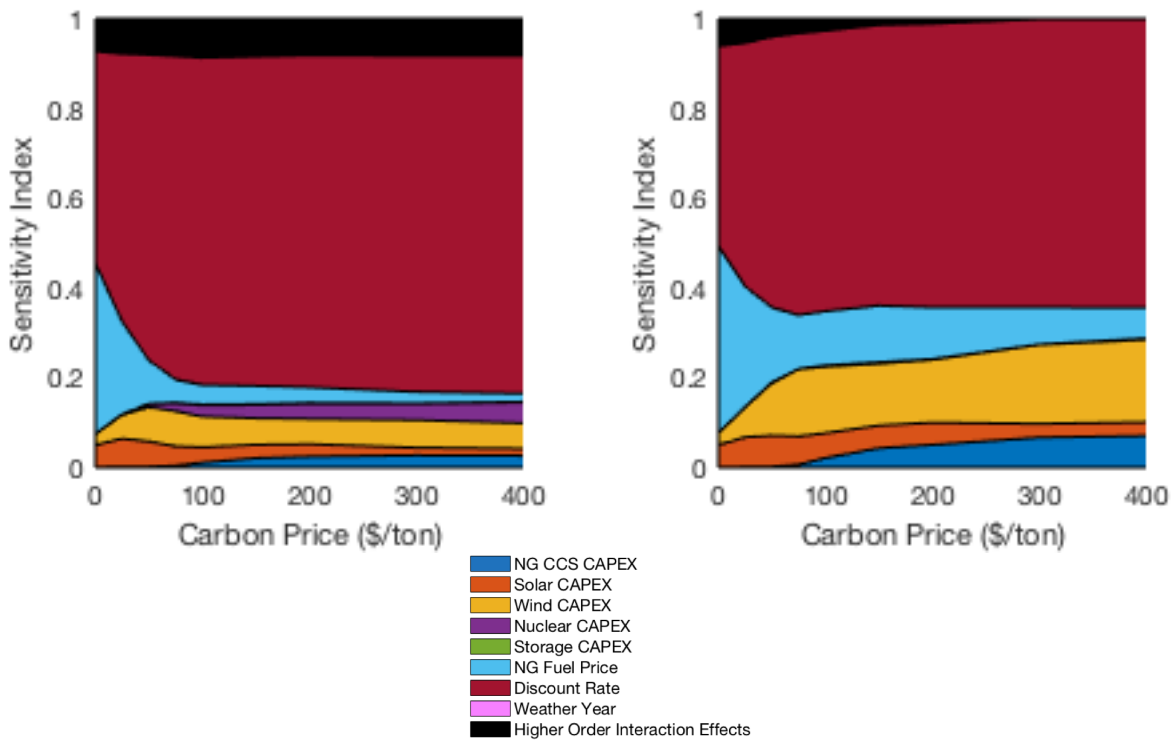 1
0.8
0.6
0.4
0.2
0
Sensitivity Index
0 100 200 300 400
Carbon Price ($/ton)
1
0.8
0.6
0.4
0.2
0
Sensitivity Index
0 100 200 300 400
Carbon Price ($/ton)
NG CCS CAPEX
Solar CAPEX
Wind CAPEX
Nuclear CAPEX
Storage CAPEX
NG Fuel Price
Discount Rate
Weather Year
Higher Order Interaction Effects